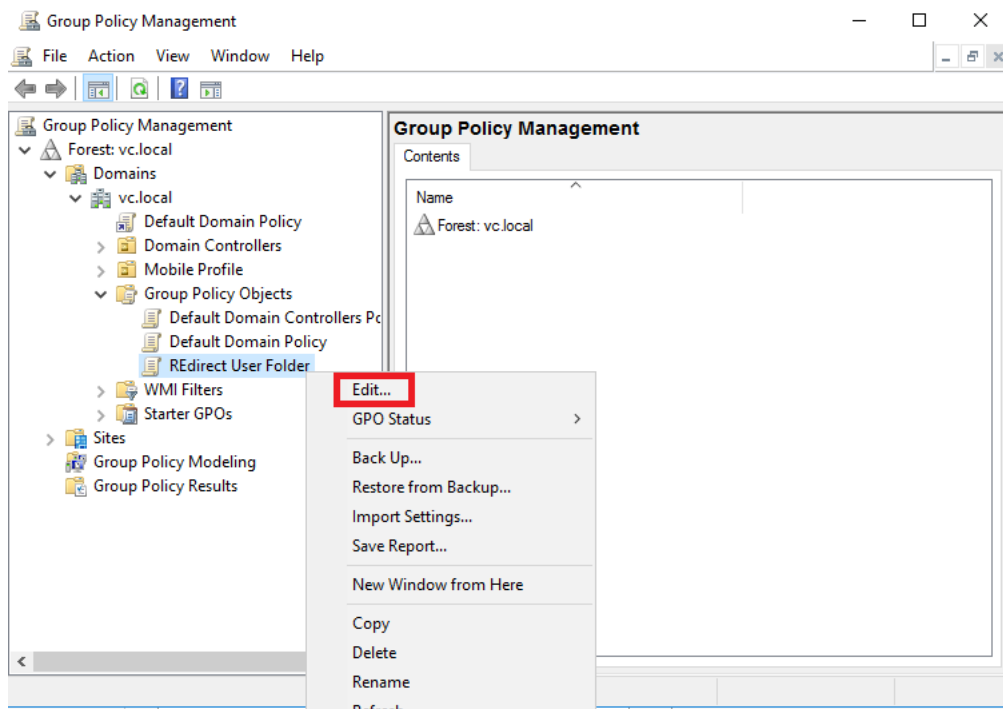 Group Policy Management
File Action View Window Help
Group Policy Management
Forest: vc.local
Domains
vc.local
Default Domain Policy
Domain Controllers
Mobile Profile
Group Policy Objects
Default Domain Controllers Pc
Default Domain Policy
REdirect User Folder
WMI Filters
Starter GPOs
Sites
Group Policy Modeling
Group Policy Results
Group Policy Management
Contents
Name
Forest: vc.local
Edit...
GPO Status
Back Up...
Restore from Backup...
Import Settings...
Save Report...
New Window from Here
Copy
Delete
Rename